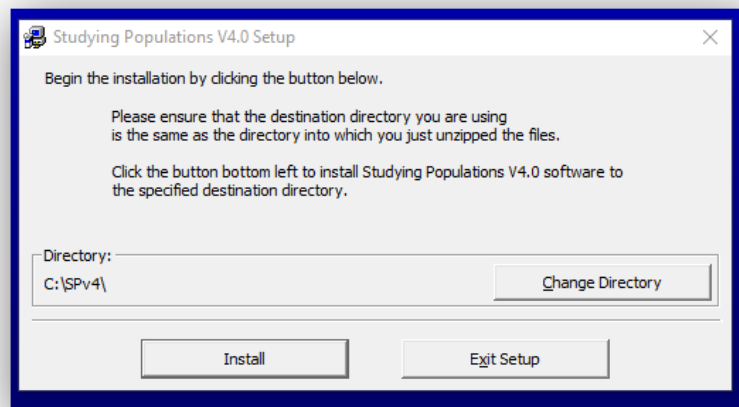 Studying Populations V4.0 Setup
Begin the installation by clicking the button below.
Please ensure that the destination directory you are using
is the same as the directory into which you just unzipped the files.
Click the button bottom left to install Studying Populations V4.0 software to
the specified destination directory.
Directory:
C:\SPv4\
Change Directory
Install
Exit Setup